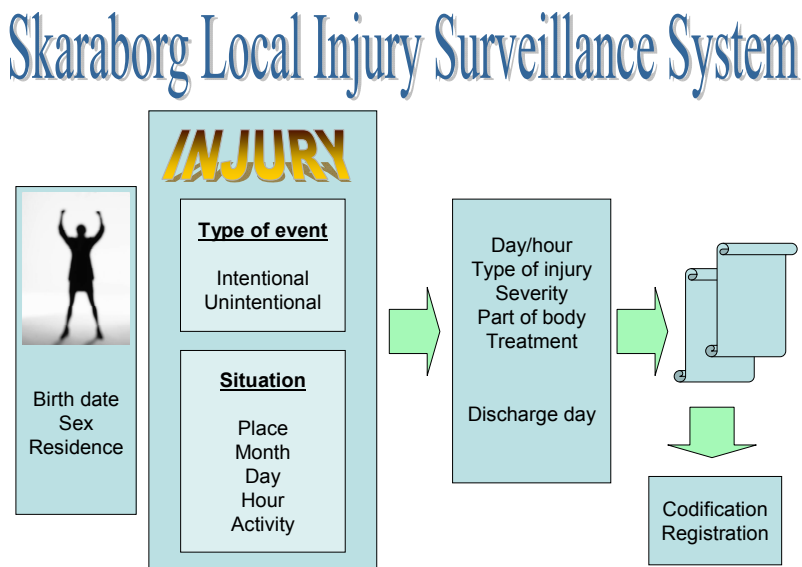 Skaraborg Local Injury Surveillance System
INJURY
Type of event
Intentional
Unintentional
Situation
Place
Month
Day
Hour
Activity
Birth date
Sex
Residence
Day/hour
Type of injury
Severity
Part of body
Treatment
Discharge day
Codification
Registration